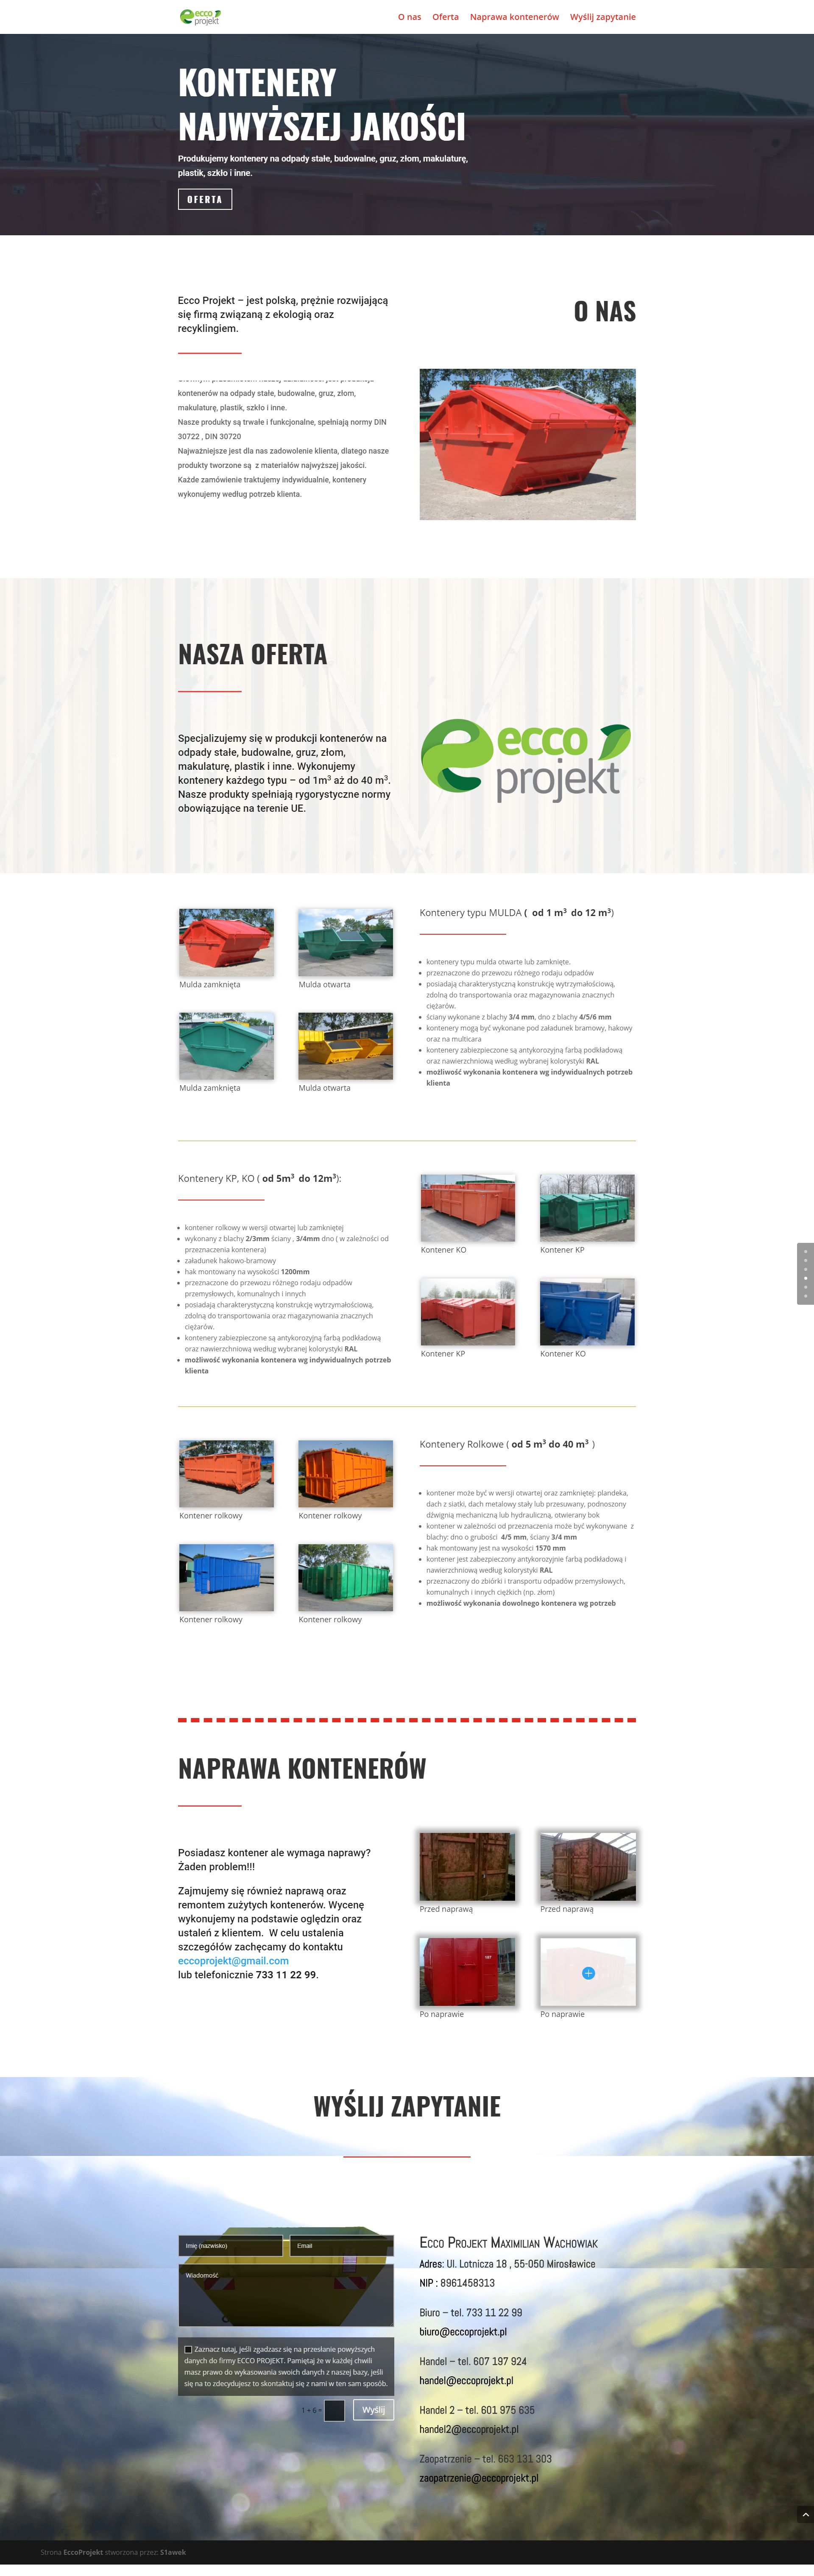 ecco
projekt
O nas
Oferta
Naprawa kontenerów
Wyślij zapytanie
KONTENERY
NAJWYŻSZEJ JAKOŚCI
Produkujemy kontenery na odpady stałe, budowlane, gruz, złom, makulaturę,
plastik, szkło i inne.
OFERTA
Ecco Projekt – jest polską, prężnie rozwijającą
się firmą związaną z ekologią oraz
recyklingiem.
O NAS
kontenerów na odpady stałe, budowlane, gruz, złom,
makulaturę, plastik, szkło i inne.
Nasze produkty są trwałe i funkcjonalne, spełniają normy DIN
30722 , DIN 30720
Najważniejsze jest dla nas zadowolenie klienta, dlatego nasze
produkty tworzone są  z materiałów najwyższej jakości.
Każde zamówienie traktujemy indywidualnie, kontenery
wykonujemy według potrzeb klienta.
NASZA OFERTA
Specjalizujemy się w produkcji kontenerów na
odpady stałe, budowlane, gruz, złom,
makulaturę, plastik i inne. Wykonujemy
kontenery każdego typu – od 1m³ aż do 40 m³.
Nasze produkty spełniają rygorystyczne normy
obowiązujące na terenie UE.
ecco
projekt
Mulda zamknięta
Mulda otwarta
Mulda zamknięta
Mulda otwarta
Kontenery typu MULDA (  od 1 m³  do 12 m³)
kontenery typu mulda otwarte lub zamknięte.
przeznaczone do przewozu różnego rodaju odpadów
posiadają charakterystyczną konstrukcję wytrzymałościową,
zdolną do transportowania oraz magazynowania znacznych
ciężarów.
ściany wykonane z blachy 3/4 mm, dno z blachy 4/5/6 mm
kontenery mogą być wykonane pod załadunek bramowy, hakowy
oraz na multicara
kontenery zabiezpieczone są antykorozyjną farbą podkładową
oraz nawierzchniową według wybranej kolorystyki RAL
możliwość wykonania kontenera wg indywidualnych potrzeb
klienta
Kontenery KP, KO ( od 5m³  do 12m³):
kontener rolkowy w wersji otwartej lub zamkniętej
wykonany z blachy 2/3mm ściany , 3/4mm dno ( w zależności od
preznaczenia kontenera)
załadunek hakowo-bramowy
hak montowany na wysokości 1200mm
przeznaczone do przewozu różnego rodaju odpadów
przemysłowych, komunalnych i innych
posiadają charakterystyczną konstrukcję wytrzymałościową,
zdolną do transportowania oraz magazynowania znacznych
ciężarów.
kontenery zabiezpieczone są antykorozyjną farbą podkładową
oraz nawierzchniową według wybranej kolorystyki RAL
możliwość wykonania kontenera wg indywidualnych potrzeb
klienta
Kontener KO
Kontener KP
Kontener KP
Kontener KO
Kontener rolkowy
Kontener rolkowy
Kontener rolkowy
Kontener rolkowy
Kontenery Rolkowe ( od 5 m³ do 40 m³ )
kontener może być w wersji otwartej oraz zamkniętej: plandeka,
dach z siatki, dach metalowy stały lub przesuwany, podnoszony
dźwignią mechaniczną lub hydrauliczną, otwierany bok
kontener w zależności od przeznaczenia może być wykonywane  z
blachy: dno o grubości  4/5 mm, ściany 3/4 mm
hak montowany jest na wysokości 1570 mm
kontener jest zabezpieczony antykorozyjnie farbą podkładową i
nawierzchniową według kolorystyki RAL
przeznaczony do zbiórki i transportu odpadów przemysłowych,
komunalnych i innych ciężkich (np. złom)
możliwość wykonania dowolnego kontenera wg potrzeb
NAPRAWA KONTENERÓW
Posiadasz kontener ale wymaga naprawy?
Żaden problem!!!
Zajmujemy się również naprawą oraz
remontem zużytych kontenerów. Wycenę
wykonujemy na podstawie oględzin oraz
ustaleń z klientem.  W celu ustalenia
szczegółów zachęcamy do kontaktu
eccoprojekt@gmail.com
lub telefonicznie 733 11 22 99.
Przed naprawą
Przed naprawą
Po naprawie
Po naprawie
WYŚLIJ ZAPYTANIE
Imię (nazwisko)
Email
Wiadomość
Zaznacz tutaj, jeśli zgadzasz się na przesłanie powyższych
danych do firmy ECCO PROJEKT. Pamiętaj że w każdej chwili
masz prawo do wykasowania swoich danych z naszej bazy, jeśli
się na to zdecydujesz to skontaktuj się z nami w ten sam sposób.
1 + 6 =
Wyślij
Ecco Projekt Maximilian Wachowiak
Adres: Ul. Lotnicza 18 , 55-050 Mirosławice
NIP : 8961458313
Biuro – tel. 733 11 22 99
biuro@eccoprojekt.pl
Handel – tel. 607 197 924
handel@eccoprojekt.pl
Handel 2 – tel. 601 975 635
handel2@eccoprojekt.pl
Zaopatrzenie – tel. 663 131 303
zaopatrzenie@eccoprojekt.pl
Strona EccoProjekt stworzona przez: S1awek